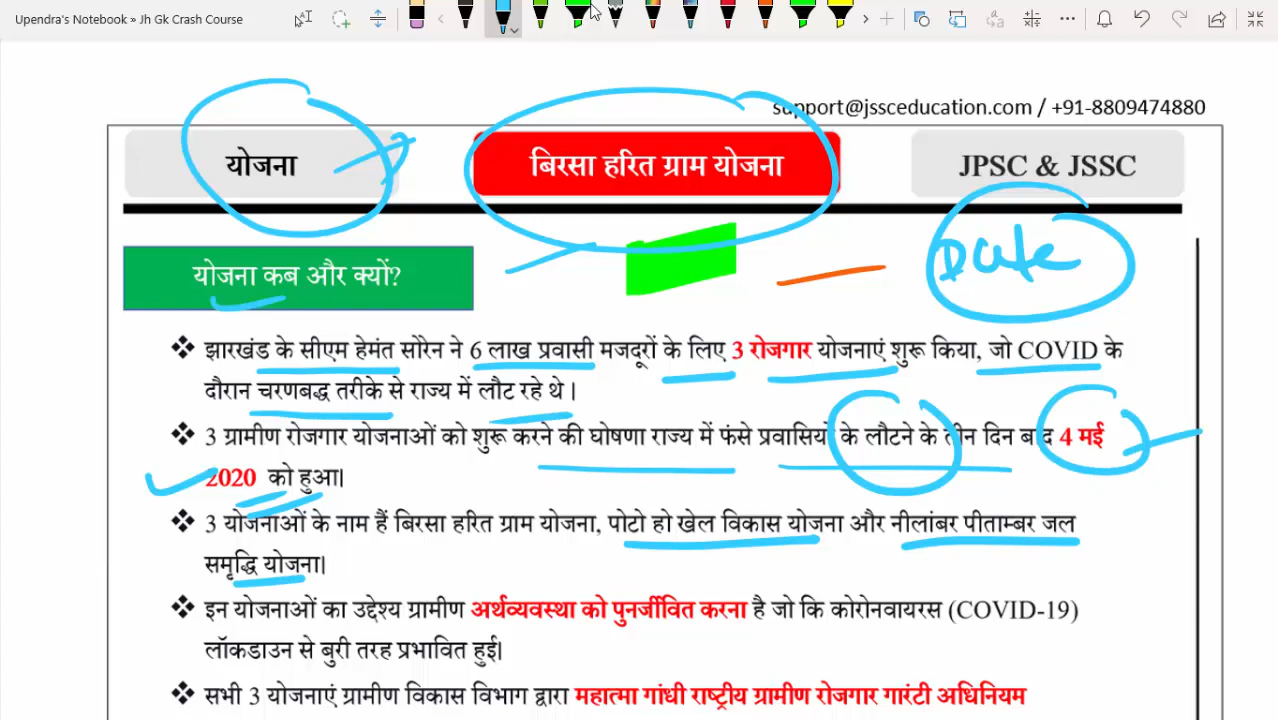 Upendra's Notebook » Jh Gk Crash Course
support@jssceducation.com / +91-8809474880
योजना
बिरसा हरित ग्राम योजना
JPSC & JSSC
Date
योजना कब और क्यों?
❖ झारखंड के सीएम हेमंत सोरेन ने 6 लाख प्रवासी मजदूरों के लिए 3 रोजगार योजनाएं शुरू किया, जो COVID के
दौरान चरणबद्ध तरीके से राज्य में लौट रहे थे ।
❖ 3 ग्रामीण रोजगार योजनाओं को शुरू करने की घोषणा राज्य में फंसे प्रवासियों के लौटने के तीन दिन बाद 4 मई
2020 को हुआ|
❖ 3 योजनाओं के नाम हैं बिरसा हरित ग्राम योजना, पोटो हो खेल विकास योजना और नीलांबर पीताम्बर जल
समृद्धि योजना|
❖ इन योजनाओं का उद्देश्य ग्रामीण अर्थव्यवस्था को पुनर्जीवित करना है जो कि कोरोनवायरस (COVID-19)
लॉकडाउन से बुरी तरह प्रभावित हुई|
❖ सभी 3 योजनाएं ग्रामीण विकास विभाग द्वारा महात्मा गांधी राष्ट्रीय ग्रामीण रोजगार गारंटी अधिनियम